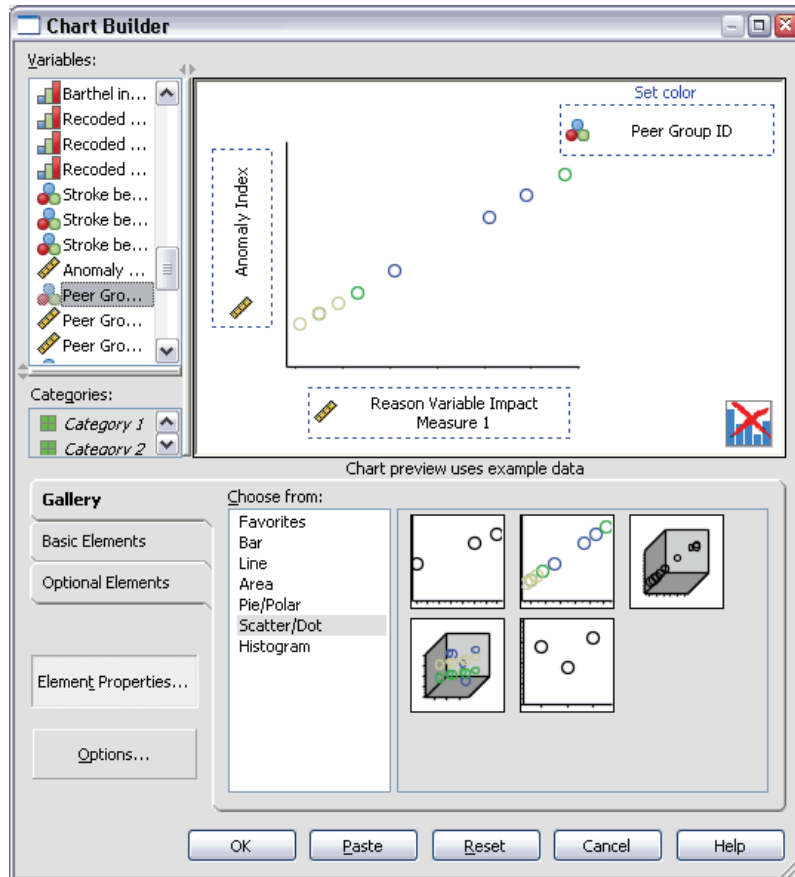 Chart Builder
Variables:
Barthel in...
Recoded ...
Recoded ...
Recoded ...
Stroke be...
Stroke be...
Stroke be...
Anomaly ...
Peer Gro...
Peer Gro...
Peer Gro...
Categories:
Category 1
Category 2
Set color
Peer Group ID
Anomaly Index
Reason Variable Impact
Measure 1
Chart preview uses example data
Gallery
Basic Elements
Optional Elements
Element Properties...
Options...
Choose from:
Favorites
Bar
Line
Area
Pie/Polar
Scatter/Dot
Histogram
OK
Paste
Reset
Cancel
Help